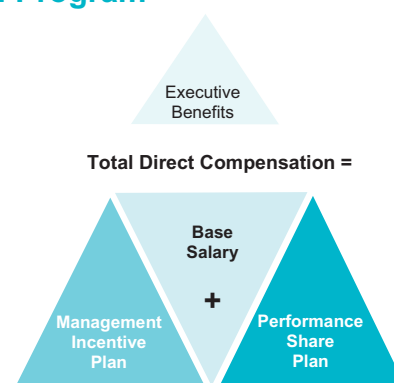 Program
Executive
Benefits
Total Direct Compensation =
Base
Salary
+
Management
Incentive
Plan
Performance
Share
Plan